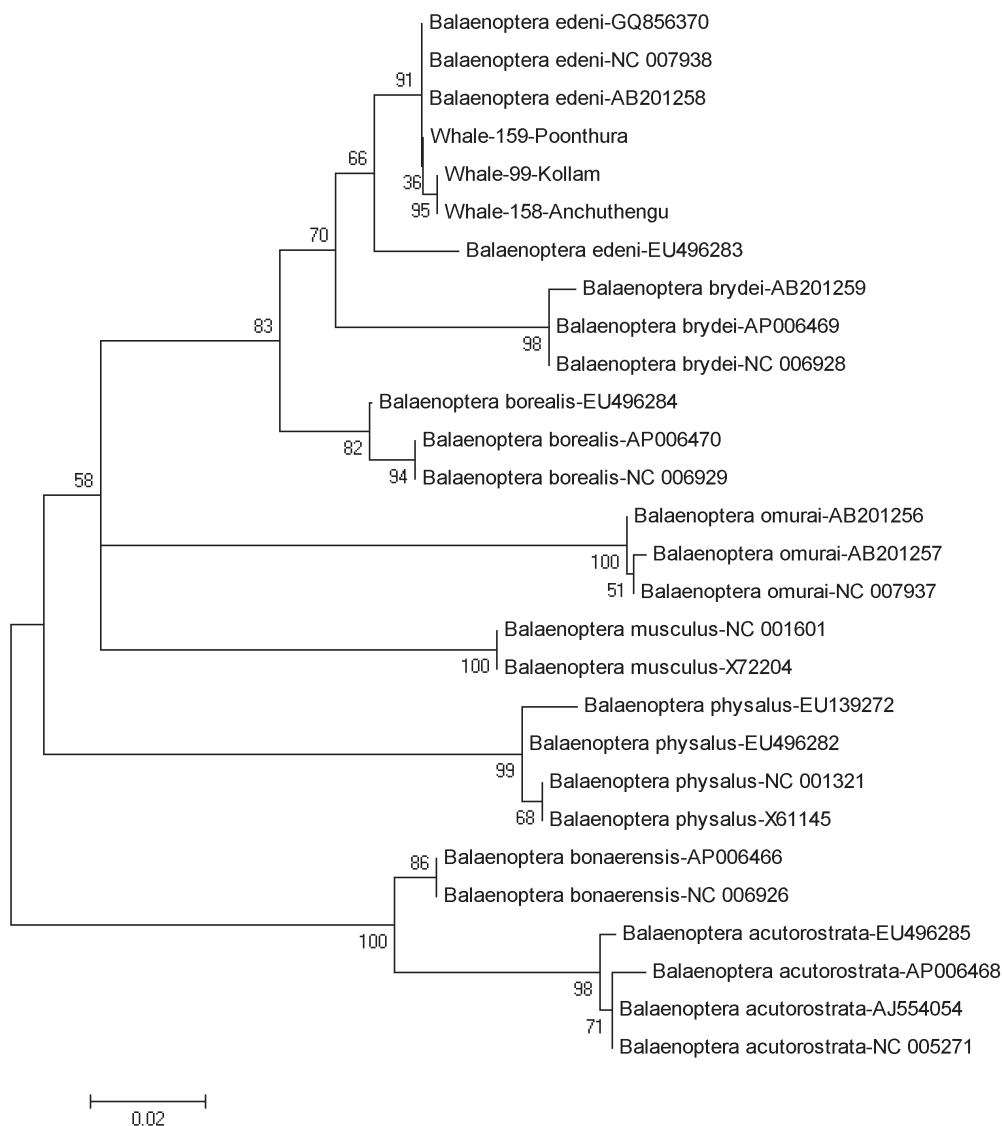 Balaenoptera edeni-GQ856370
Balaenoptera edeni-NC 007938
91
Balaenoptera edeni-AB201258
Whale-159-Poonthura
66
Whale-99-Kollam
36
95
Whale-158-Anchuthengu
70
Balaenoptera edeni-EU496283
Balaenoptera brydei-AB201259
83
Balaenoptera brydei-AP006469
98
Balaenoptera brydei-NC 006928
Balaenoptera borealis-EU496284
82
Balaenoptera borealis-AP006470
94
Balaenoptera borealis-NC 006929
58
Balaenoptera omurai-AB201256
Balaenoptera omurai-AB201257
100
51
Balaenoptera omurai-NC 007937
Balaenoptera musculus-NC 001601
100
Balaenoptera musculus-X72204
Balaenoptera physalus-EU139272
Balaenoptera physalus-EU496282
99
Balaenoptera physalus-NC 001321
68
Balaenoptera physalus-X61145
86
Balaenoptera bonaerensis-AP006466
Balaenoptera bonaerensis-NC 006926
100
Balaenoptera acutorostrata-EU496285
Balaenoptera acutorostrata-AP006468
98
Balaenoptera acutorostrata-AJ554054
71
Balaenoptera acutorostrata-NC 005271
0.02